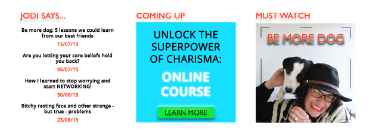 JODI SAYS...
Be more dog: 5 lessons we could learn
from our best friends
13/07/15
Are you letting your core beliefs hold
you back?
06/07/15
How I learned to stop worrying and
start NETWORKING!
30/06/15
Bitchy resting face and other strange -
but true - problems
23/06/15
COMING UP
UNLOCK THE
SUPERPOWER
OF CHARISMA:
ONLINE
COURSE
LEARN MORE
MUST WATCH
BE MORE DOG